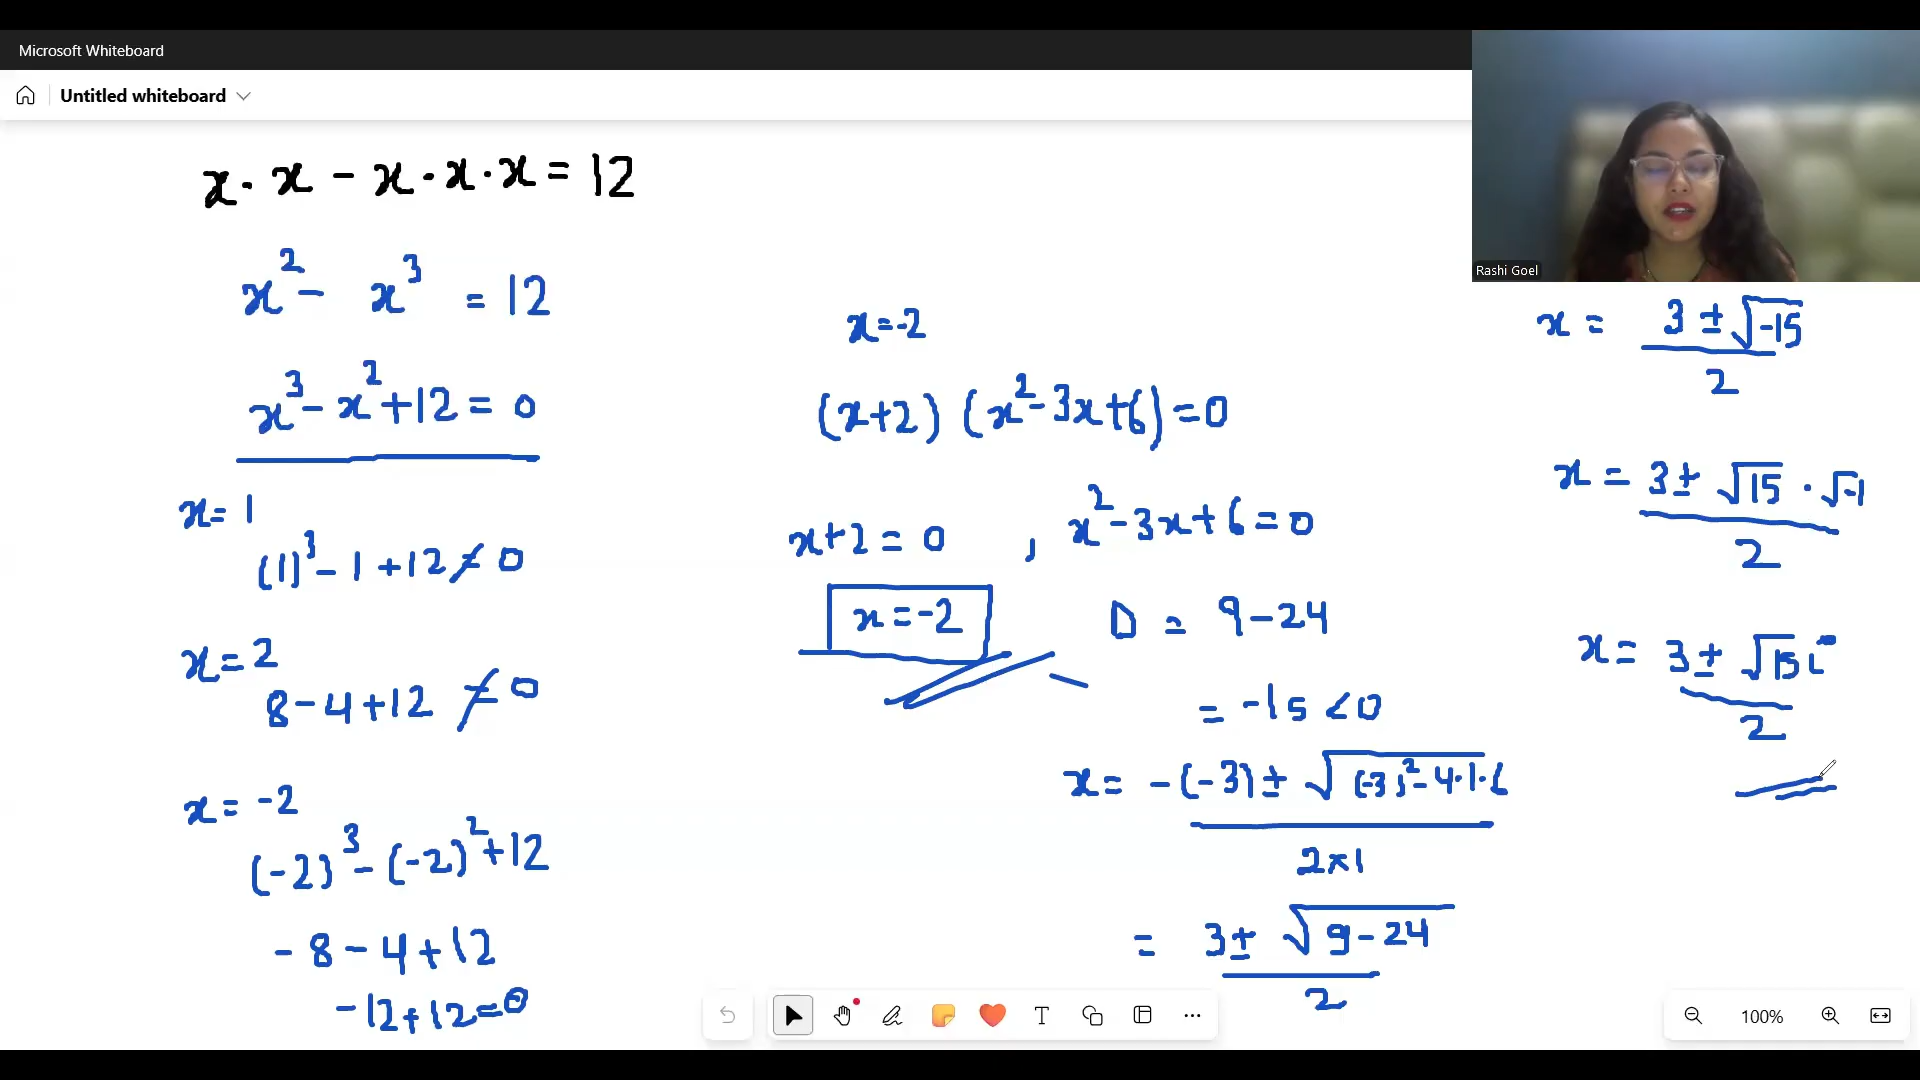 Microsoft Whiteboard
Untitled whiteboard
Rashi Goel
x · x - x · x · x = 12
x² - x³ = 12
x³ - x² + 12 = 0
x = 1
(1)³ - 1 + 12 ≠ 0
x = 2
8 - 4 + 12 ≠ 0
x = -2
(-2)³ - (-2)² + 12
- 8 - 4 + 12
- 12 + 12 = 0
x = -2
(x+2) (x² - 3x + 6) = 0
x + 2 = 0 , x² - 3x + 6 = 0
x = -2
D = 9 - 24
= -15 < 0
x = -(-3) ± √(-3)² - 4·1·6
2×1
= 3 ± √9 - 24
2
x = 3 ± √-15
2
x = 3 ± √15 · √-1
2
x = 3 ± √15 i
2
100%